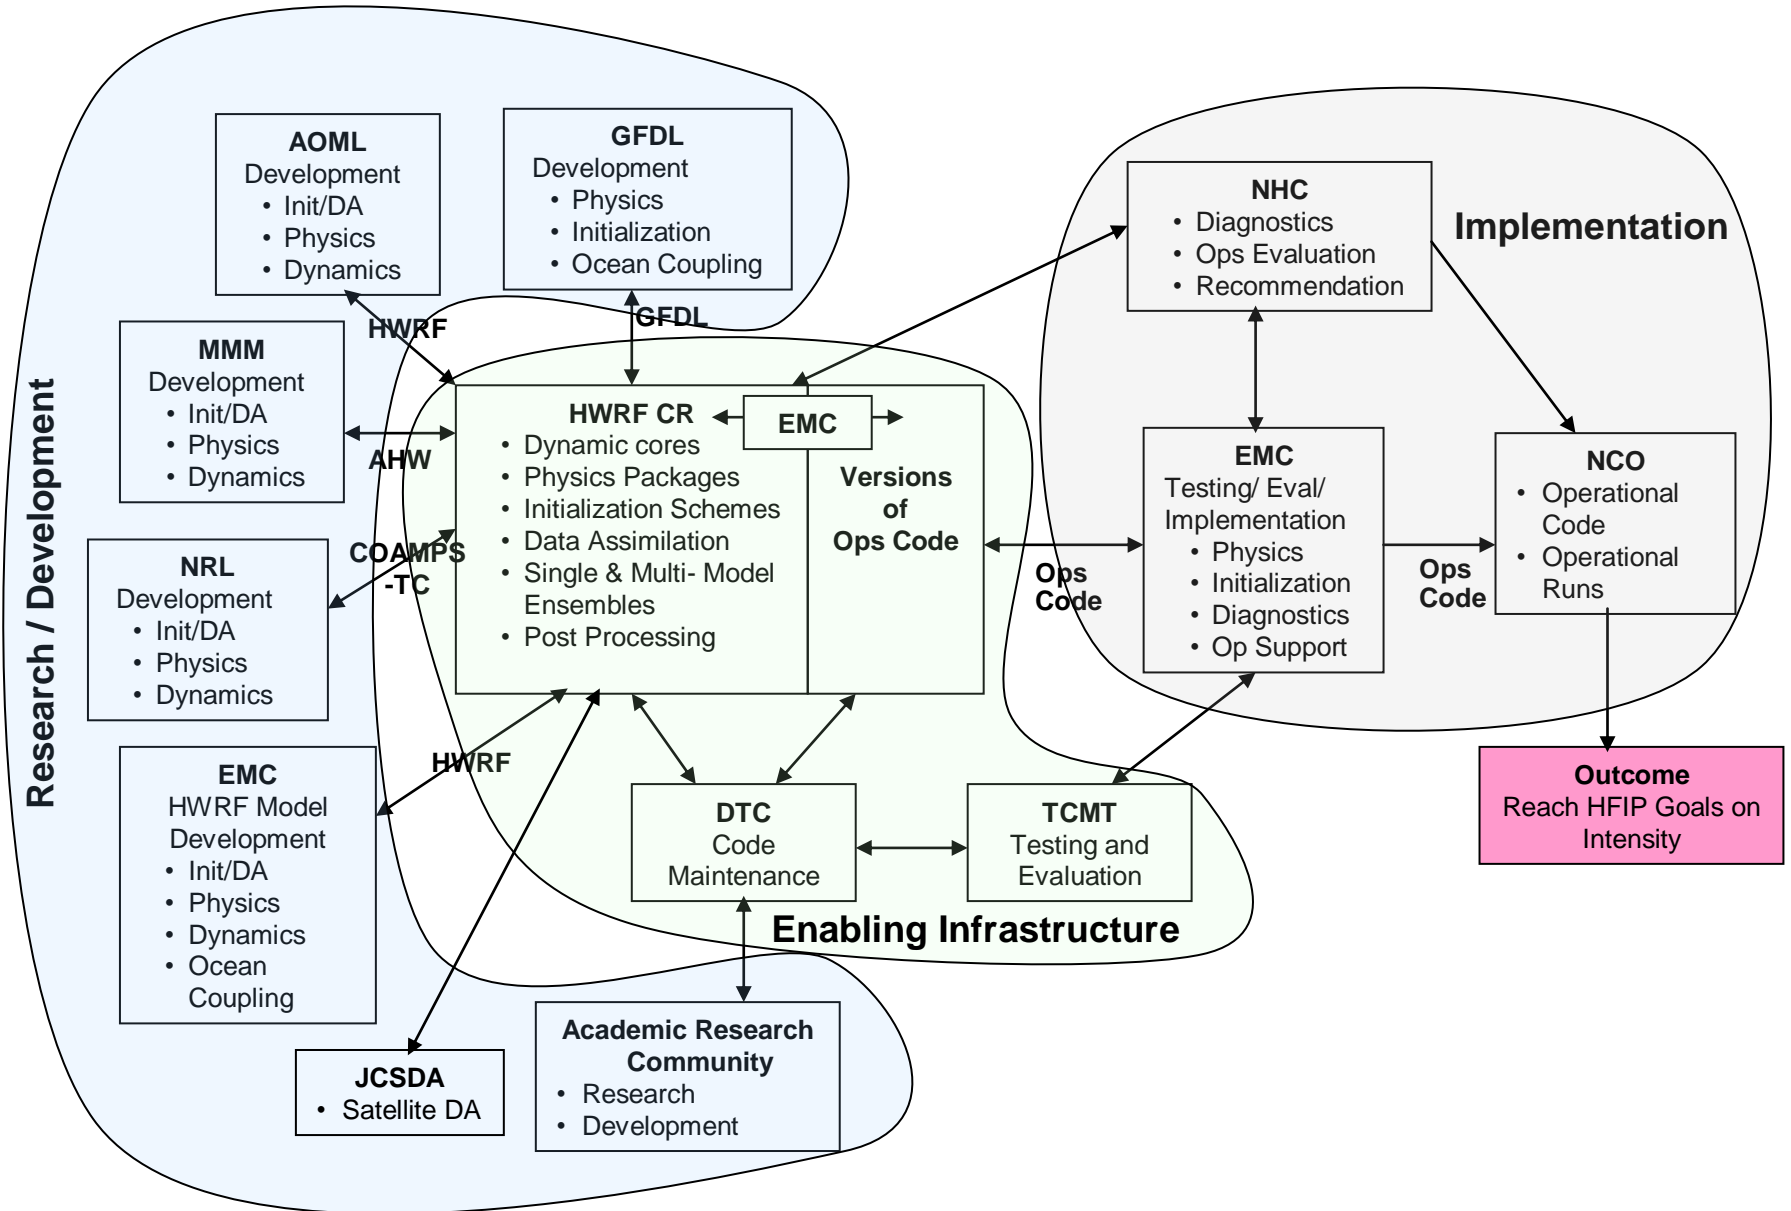 Research / Development
AOML
Development
• Init/DA
• Physics
• Dynamics
GFDL
Development
• Physics
• Initialization
• Ocean Coupling
HWRF
GFDL
MMM
Development
• Init/DA
• Physics
• Dynamics
AHW
NRL
Development
• Init/DA
• Physics
• Dynamics
COAMPS
-TC
EMC
HWRF Model
Development
• Init/DA
• Physics
• Dynamics
• Ocean
Coupling
HWRF
JCSDA
• Satellite DA
Academic Research
Community
• Research
• Development
HWRF CR
• Dynamic cores
• Physics Packages
• Initialization Schemes
• Data Assimilation
• Single & Multi- Model
Ensembles
• Post Processing
EMC
Versions
of
Ops Code
DTC
Code
Maintenance
TCMT
Testing and
Evaluation
Enabling Infrastructure
Implementation
NHC
• Diagnostics
• Ops Evaluation
• Recommendation
Ops
Code
EMC
Testing/ Eval/
Implementation
• Physics
• Initialization
• Diagnostics
• Op Support
Ops
Code
NCO
• Operational
Code
• Operational
Runs
Outcome
Reach HFIP Goals on
Intensity